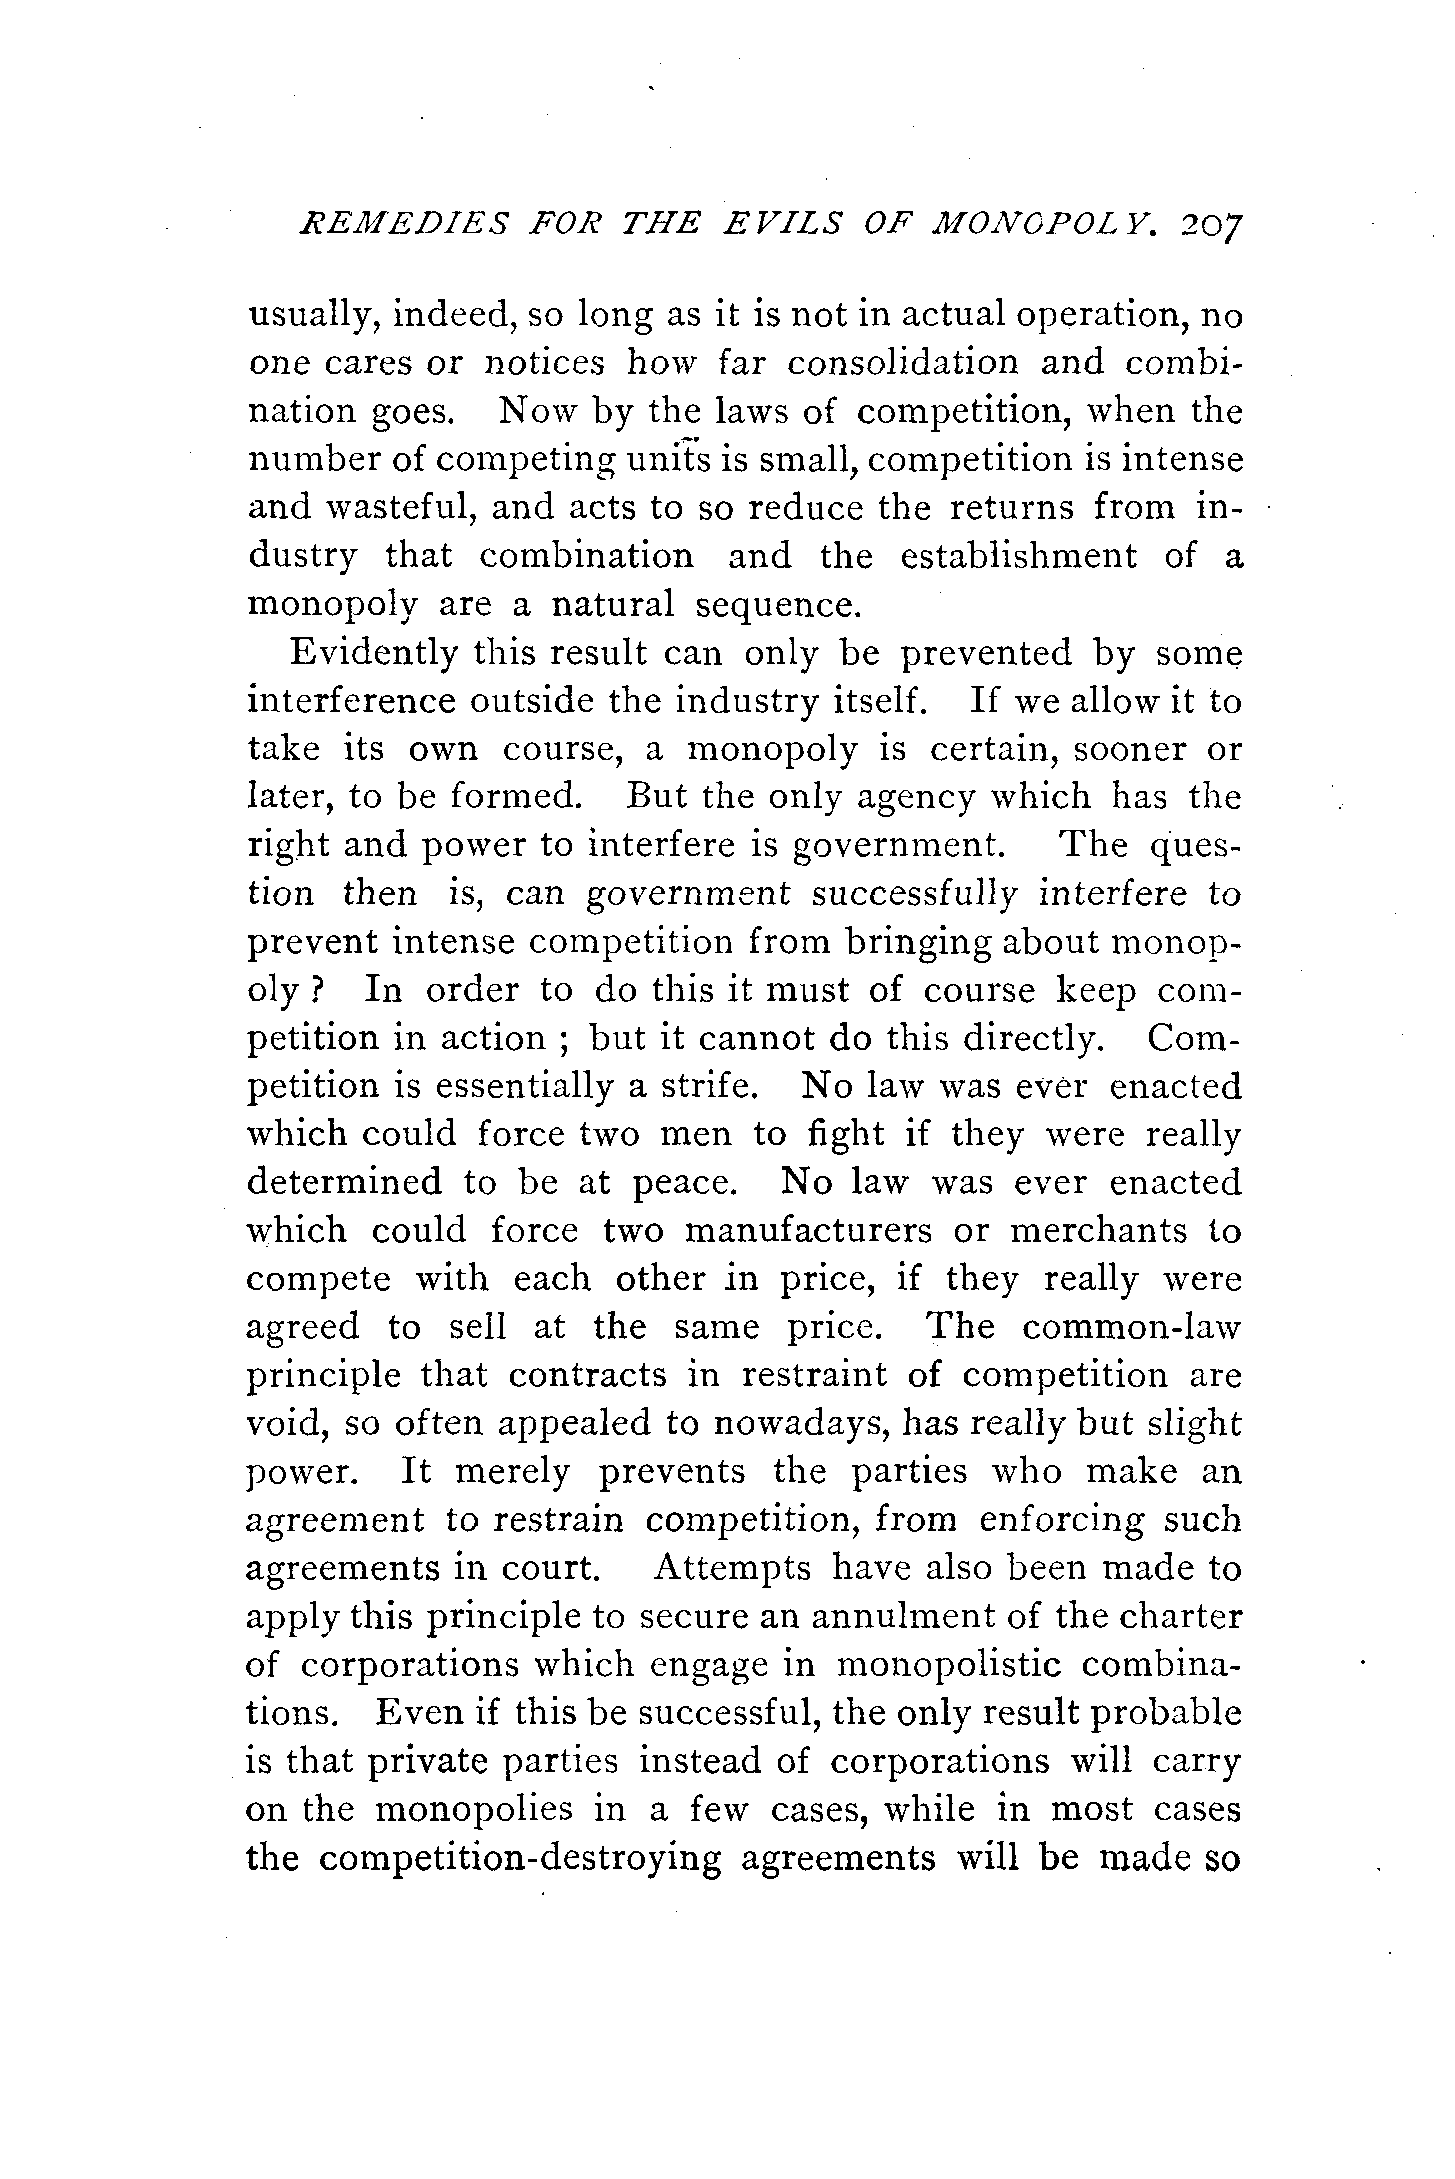 REMEDIES FOR THE EVILS OF MONOPOLY. 207
usually, indeed, so long as it is not in actual operation, no
one cares or notices how far consolidation and combi-
nation goes. Now by the laws of competition, when the
number of competing units is small, competition is intense
and wasteful, and acts to so reduce the returns from in-
dustry that combination and the establishment of a
monopoly are a natural sequence.
Evidently this result can only be prevented by some
interference outside the industry itself. If we allow it to
take its own course, a monopoly is certain, sooner or
later, to be formed. But the only agency which has the
right and power to interfere is government. The ques-
tion then is, can government successfully interfere to
prevent intense competition from bringing about monop-
oly ? In order to do this it must of course keep com-
petition in action ; but it cannot do this directly. Com-
petition is essentially a strife. No law was ever enacted
which could force two men to fight if they were really
determined to be at peace. No law was ever enacted
which could force two manufacturers or merchants to
compete with each other in price, if they really were
agreed to sell at the same price. The common-law
principle that contracts in restraint of competition are
void, so often appealed to nowadays, has really but slight
power. It merely prevents the parties who make an
agreement to restrain competition, from enforcing such
agreements in court. Attempts have also been made to
apply this principle to secure an annulment of the charter
of corporations which engage in monopolistic combina-
tions. Even if this be successful, the only result probable
is that private parties instead of corporations will carry
on the monopolies in a few cases, while in most cases
the competition-destroying agreements will be made so